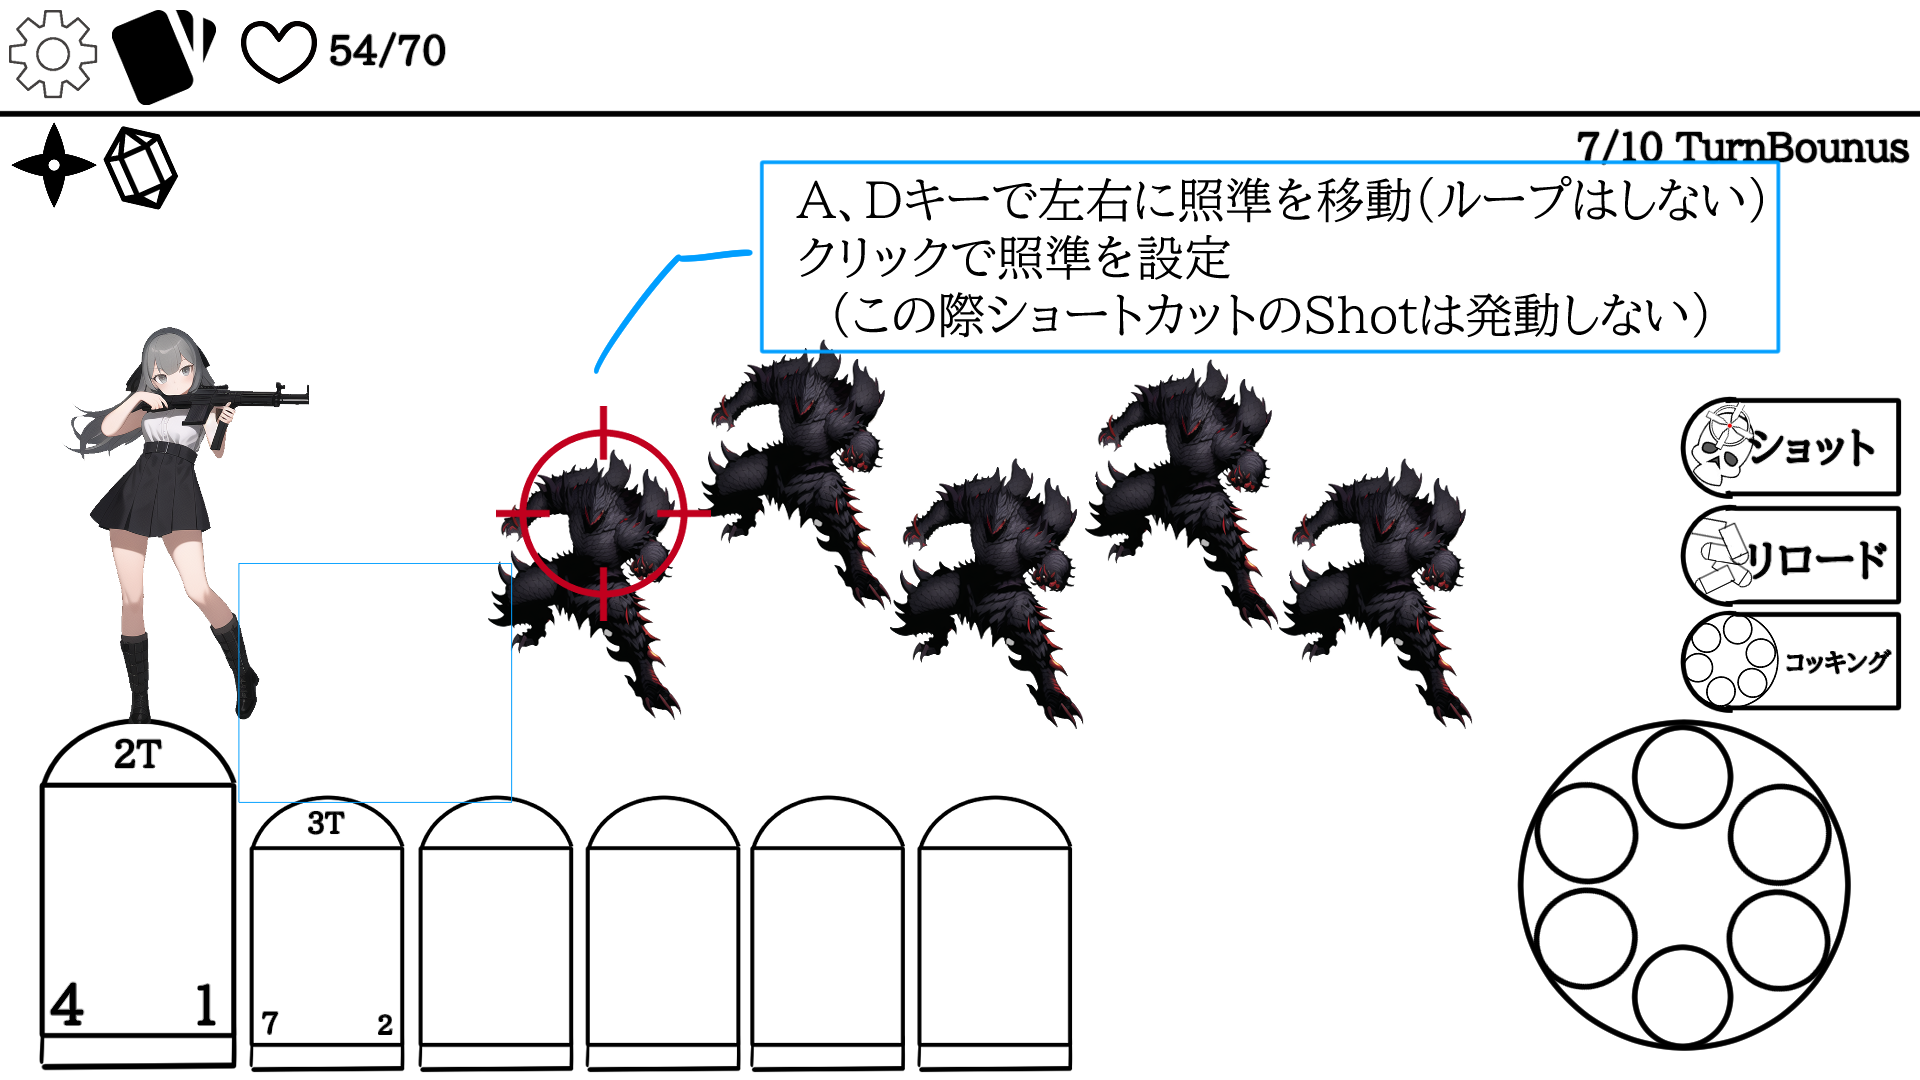 54/70
7/10 TurnBounus
A、Dキーで左右に照準を移動(ループはしない)
クリックで照準を設定
(この際ショートカットのShotは発動しない)
ショット
リロード
コッキング
2T
4 1
3T
7 2